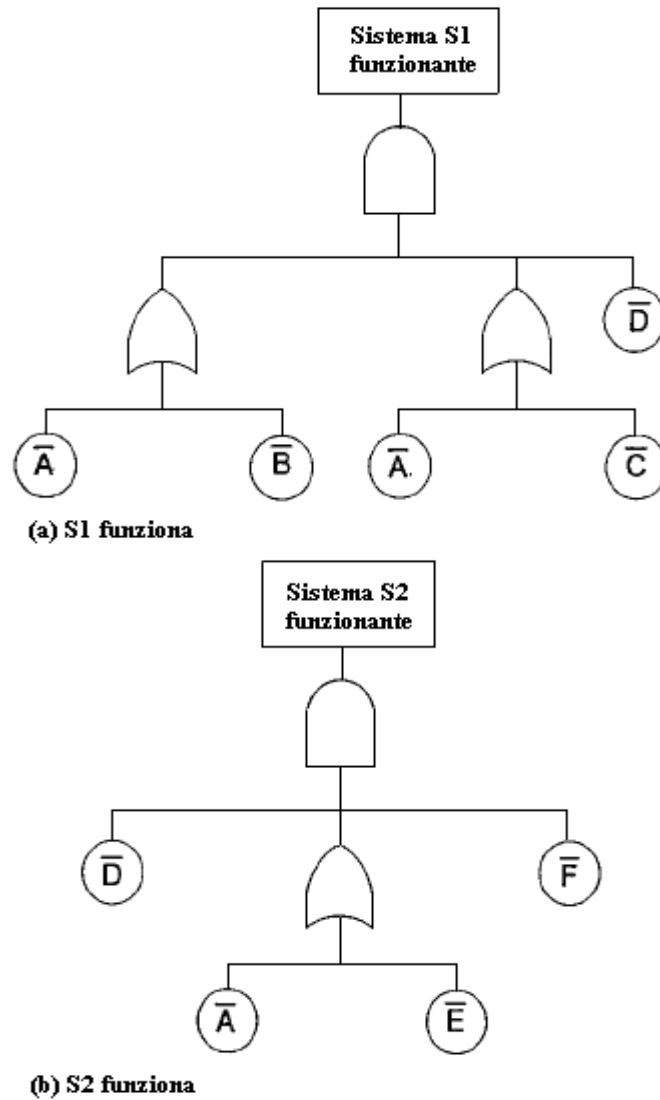 Sistema S1
funzionante
D̅
A̅ B̅ A̅. C̅
(a) S1 funziona
Sistema S2
funzionante
D̅ F̅
A̅ E̅
(b) S2 funziona